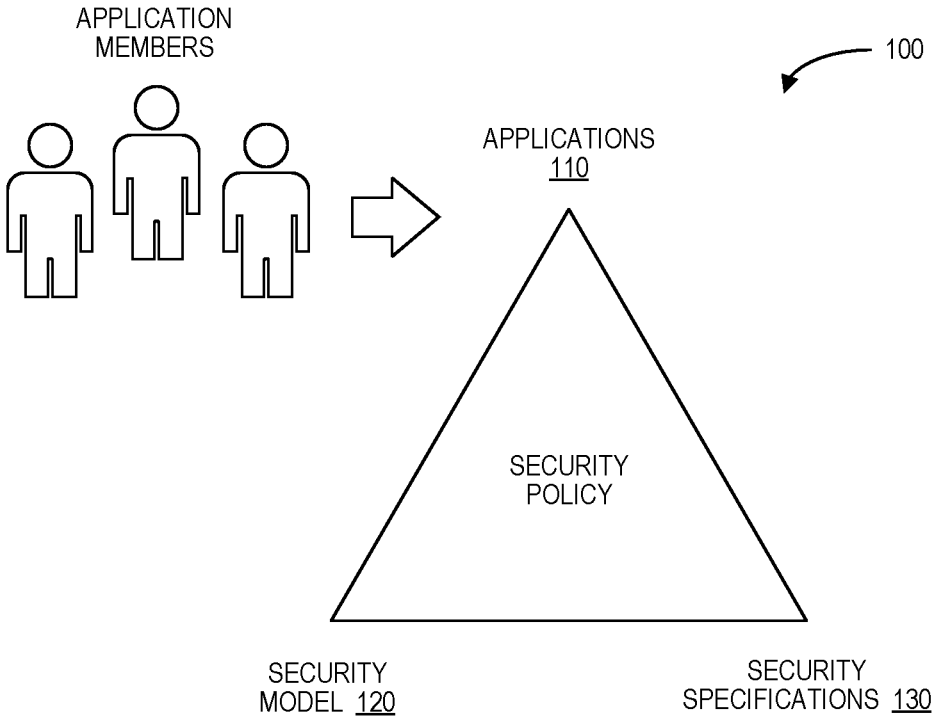 APPLICATION
MEMBERS
100
APPLICATIONS
110
SECURITY
POLICY
SECURITY
MODEL 120
SECURITY
SPECIFICATIONS 130